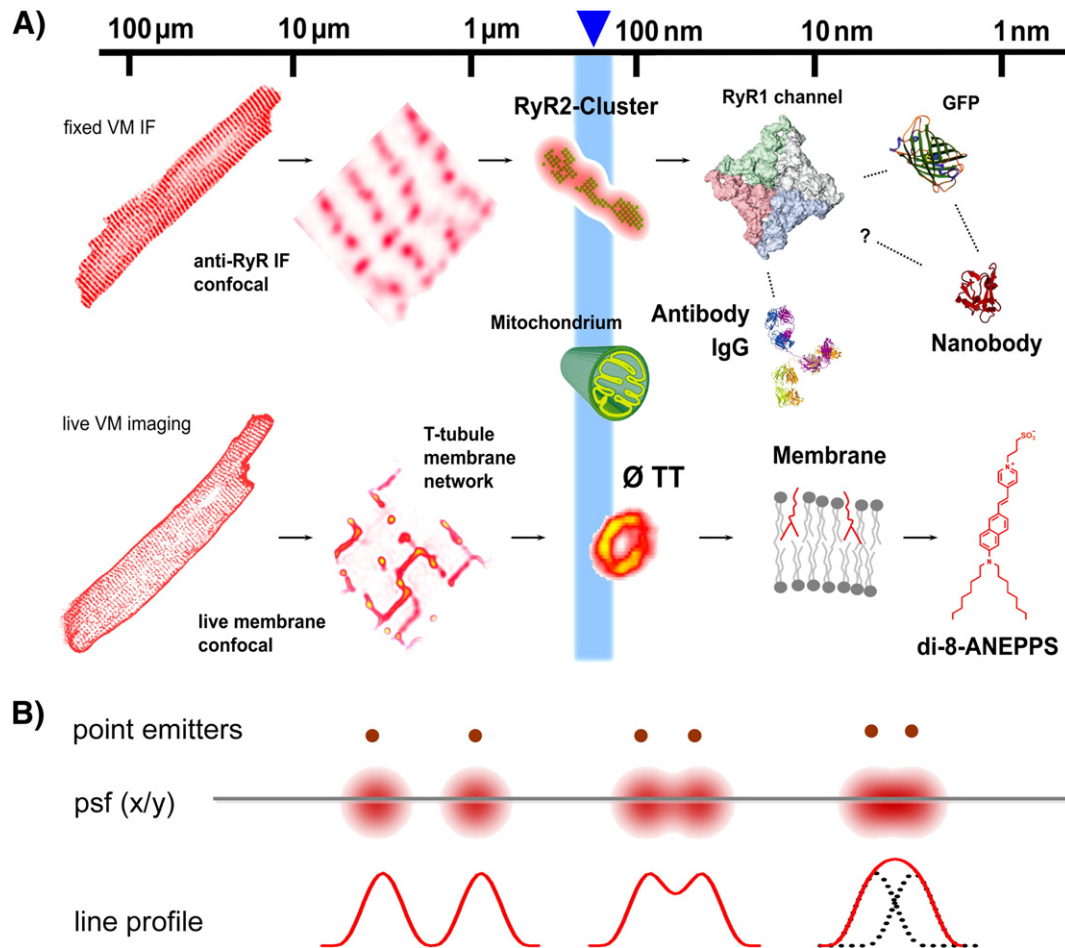 A)
100 µm
10 µm
1 µm
100 nm
10 nm
1 nm
fixed VM IF
RyR2-Cluster
RyR1 channel
GFP
anti-RyR IF
confocal
?
Mitochondrium
Antibody
IgG
Nanobody
live VM imaging
T-tubule
membrane
network
Ø TT
Membrane
SO3-
N+
N
live membrane
confocal
di-8-ANEPPS
B)
point emitters
psf (x/y)
line profile